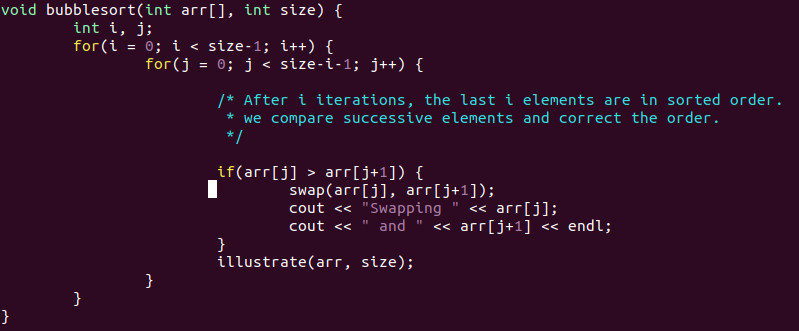 void bubblesort(int arr[], int size) {
        int i, j;
        for(i = 0; i < size-1; i++) {
                for(j = 0; j < size-i-1; j++) {

                        /* After i iterations, the last i elements are in sorted order.
                         * we compare successive elements and correct the order.
                         */

                        if(arr[j] > arr[j+1]) {
                                swap(arr[j], arr[j+1]);
                                cout << "Swapping " << arr[j];
                                cout << " and " << arr[j+1] << endl;
                        }
                        illustrate(arr, size);
                }
        }
}